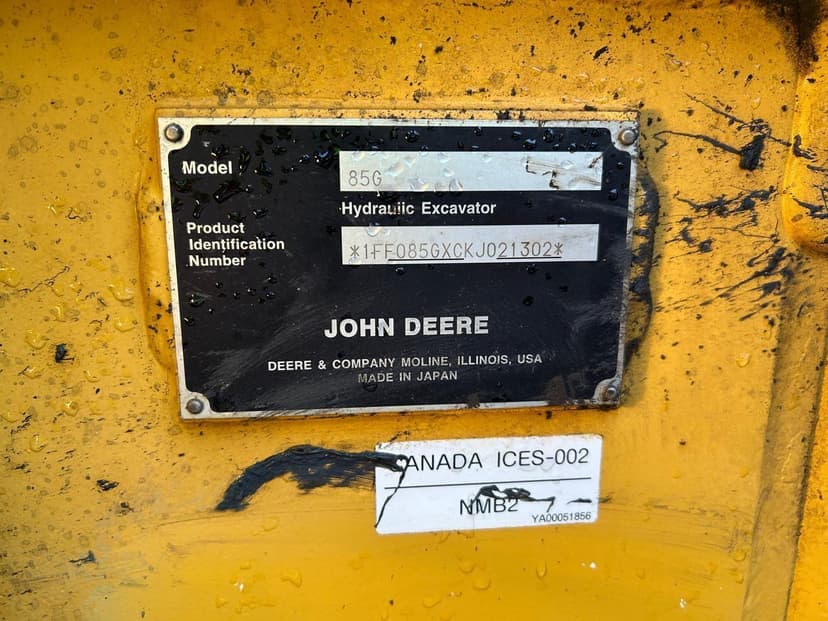 Model
85G
Hydraulic Excavator
Product
Identification
Number
*1FF085GXCKJ021302*
JOHN DEERE
DEERE & COMPANY MOLINE, ILLINOIS, USA
MADE IN JAPAN
CANADA ICES-002
NMB2
YA00051856